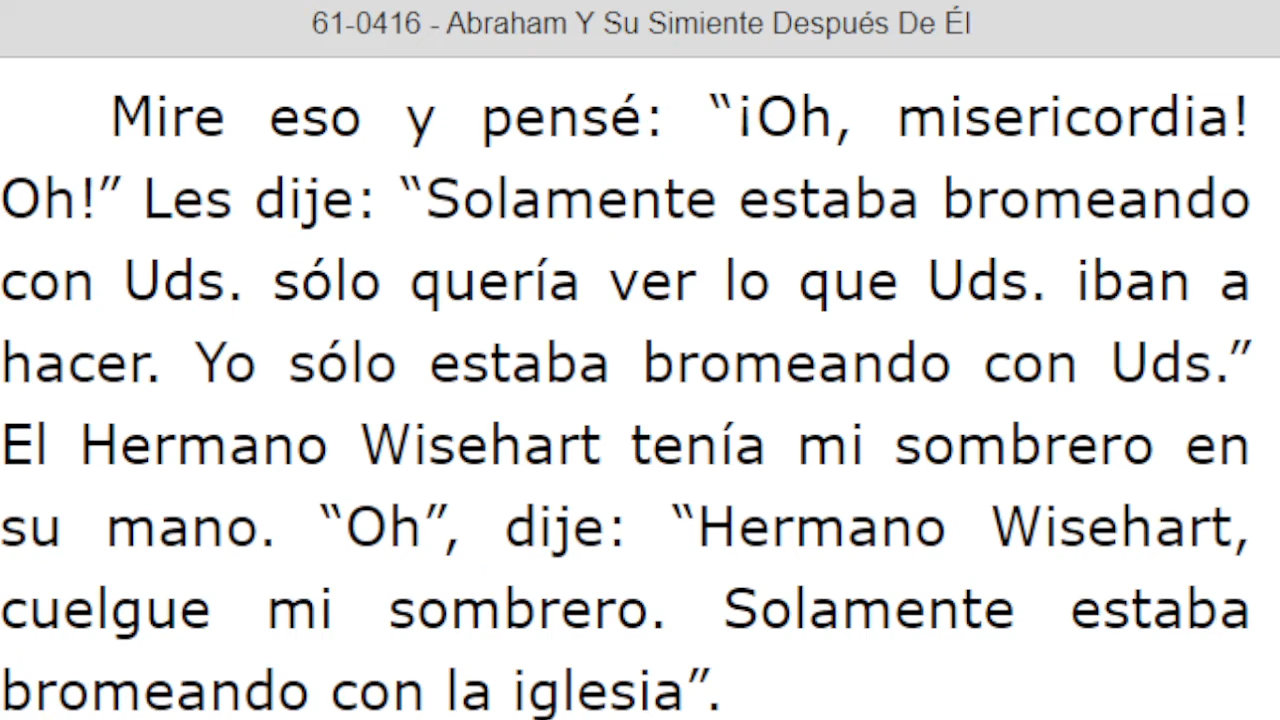 61-0416 - Abraham Y Su Simiente Después De Él
Mire eso y pensé: “¡Oh, misericordia!
Oh!” Les dije: “Solamente estaba bromeando
con Uds. sólo quería ver lo que Uds. iban a
hacer. Yo sólo estaba bromeando con Uds.”
El Hermano Wisehart tenía mi sombrero en
su mano. “Oh”, dije: “Hermano Wisehart,
cuelgue mi sombrero. Solamente estaba
bromeando con la iglesia”.